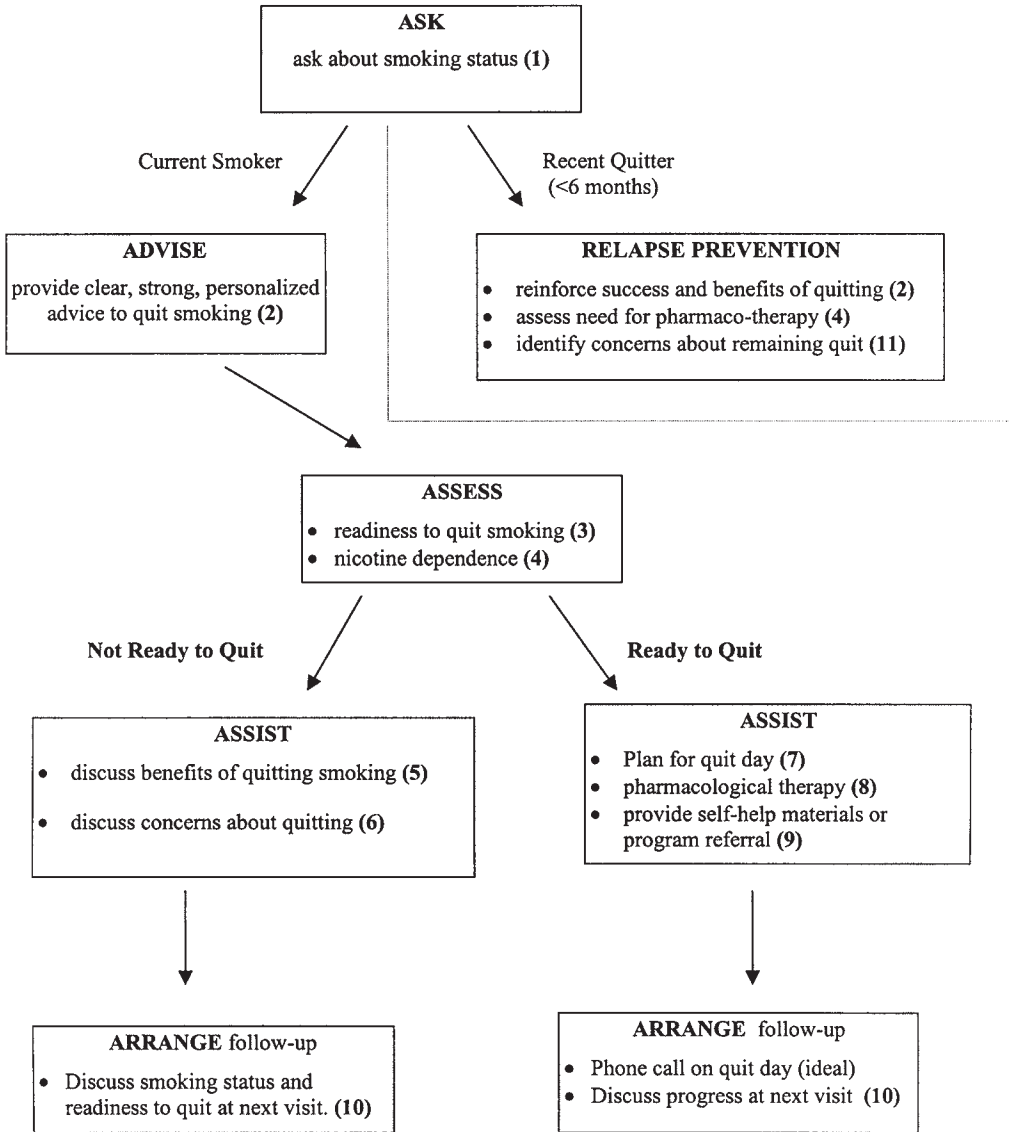 ASK
ask about smoking status (1)
Current Smoker
Recent Quitter
(<6 months)
ADVISE
provide clear, strong, personalized
advice to quit smoking (2)
RELAPSE PREVENTION
• reinforce success and benefits of quitting (2)
• assess need for pharmaco-therapy (4)
• identify concerns about remaining quit (11)
ASSESS
• readiness to quit smoking (3)
• nicotine dependence (4)
Not Ready to Quit
Ready to Quit
ASSIST
• discuss benefits of quitting smoking (5)
• discuss concerns about quitting (6)
ASSIST
• Plan for quit day (7)
• pharmacological therapy (8)
• provide self-help materials or
program referral (9)
ARRANGE follow-up
• Discuss smoking status and
readiness to quit at next visit. (10)
ARRANGE follow-up
• Phone call on quit day (ideal)
• Discuss progress at next visit (10)